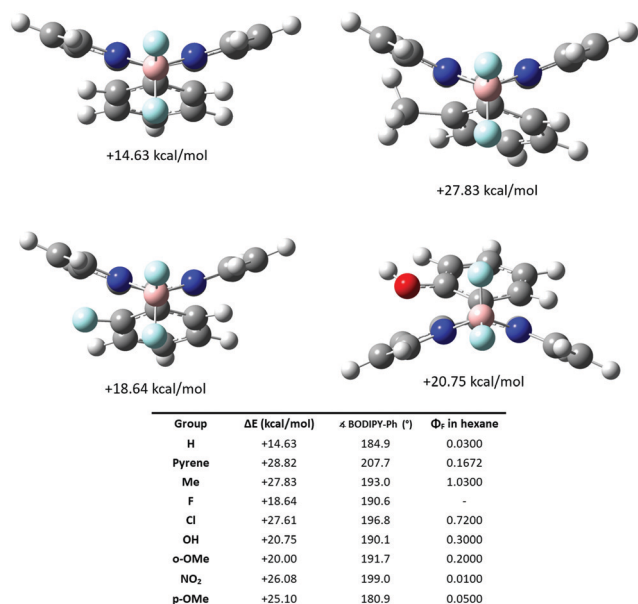 +14.63 kcal/mol
+27.83 kcal/mol
+18.64 kcal/mol
+20.75 kcal/mol
Group ΔE (kcal/mol) ∡ BODIPY-Ph (°) Φ_F in hexane
H +14.63 184.9 0.0300
Pyrene +28.82 207.7 0.1672
Me +27.83 193.0 1.0300
F +18.64 190.6 -
Cl +27.61 196.8 0.7200
OH +20.75 190.1 0.3000
o-OMe +20.00 191.7 0.2000
NO₂ +26.08 199.0 0.0100
p-OMe +25.10 180.9 0.0500